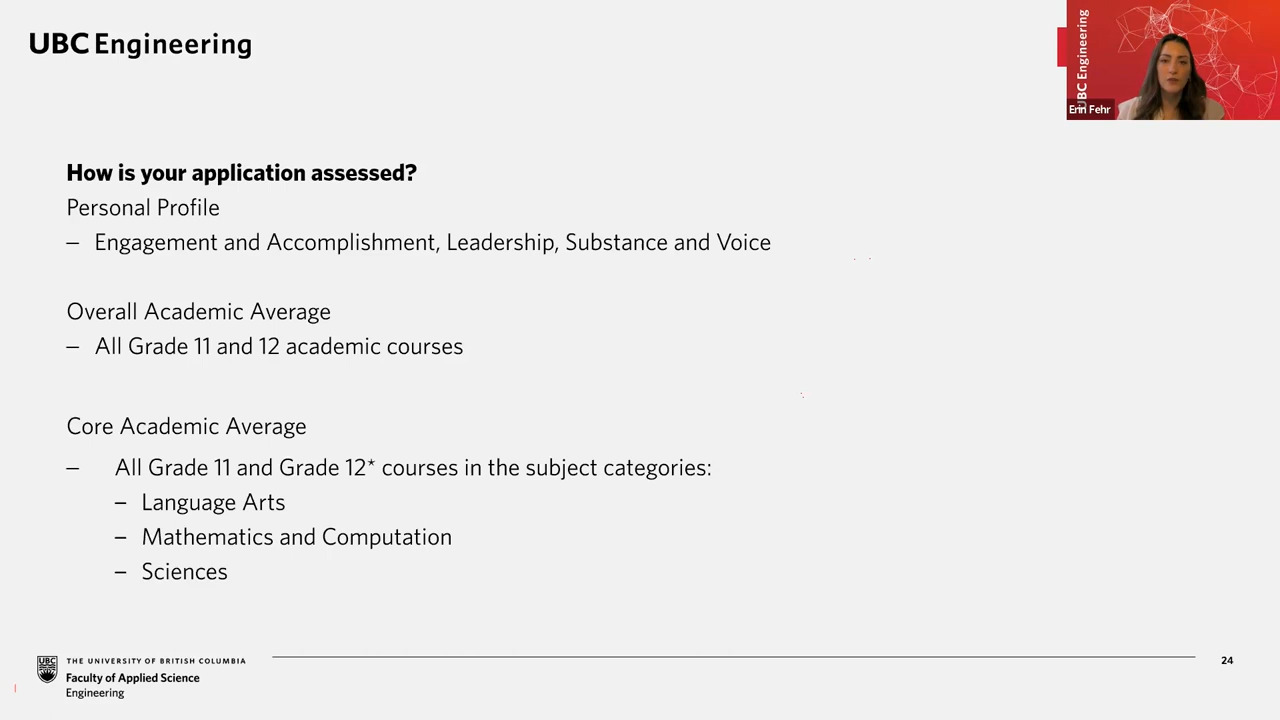 UBC Engineering
UBC Engineering
Erin Fehr
How is your application assessed?
Personal Profile
– Engagement and Accomplishment, Leadership, Substance and Voice
Overall Academic Average
– All Grade 11 and 12 academic courses
Core Academic Average
– All Grade 11 and Grade 12* courses in the subject categories:
– Language Arts
– Mathematics and Computation
– Sciences
UBC
THE UNIVERSITY OF BRITISH COLUMBIA
Faculty of Applied Science
Engineering
24